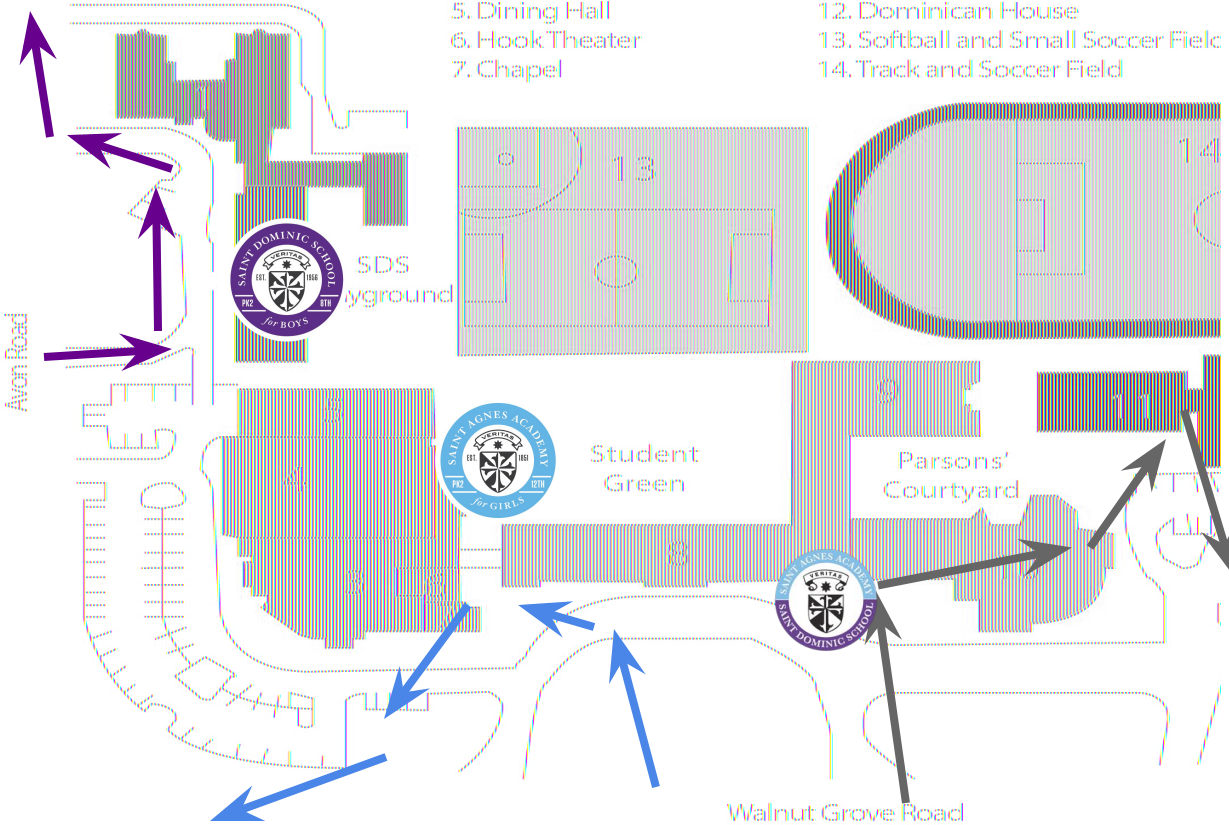 5. Dining Hall
6. Hook Theater
7. Chapel
12. Dominican House
13. Softball and Small Soccer Field
14. Track and Soccer Field
13
14
SAINT DOMINIC SCHOOL
VERITAS
EST. 1956
PK2 8TH
for BOYS
SDS
yground
Avon Road
5
9
11
4
SAINT AGNES ACADEMY
VERITAS
EST. 1851
PK2 12TH
for GIRLS
Student
Green
Parsons'
Courtyard
3
8
SAINT AGNES ACADEMY
VERITAS
SAINT DOMINIC SCHOOL
Walnut Grove Road